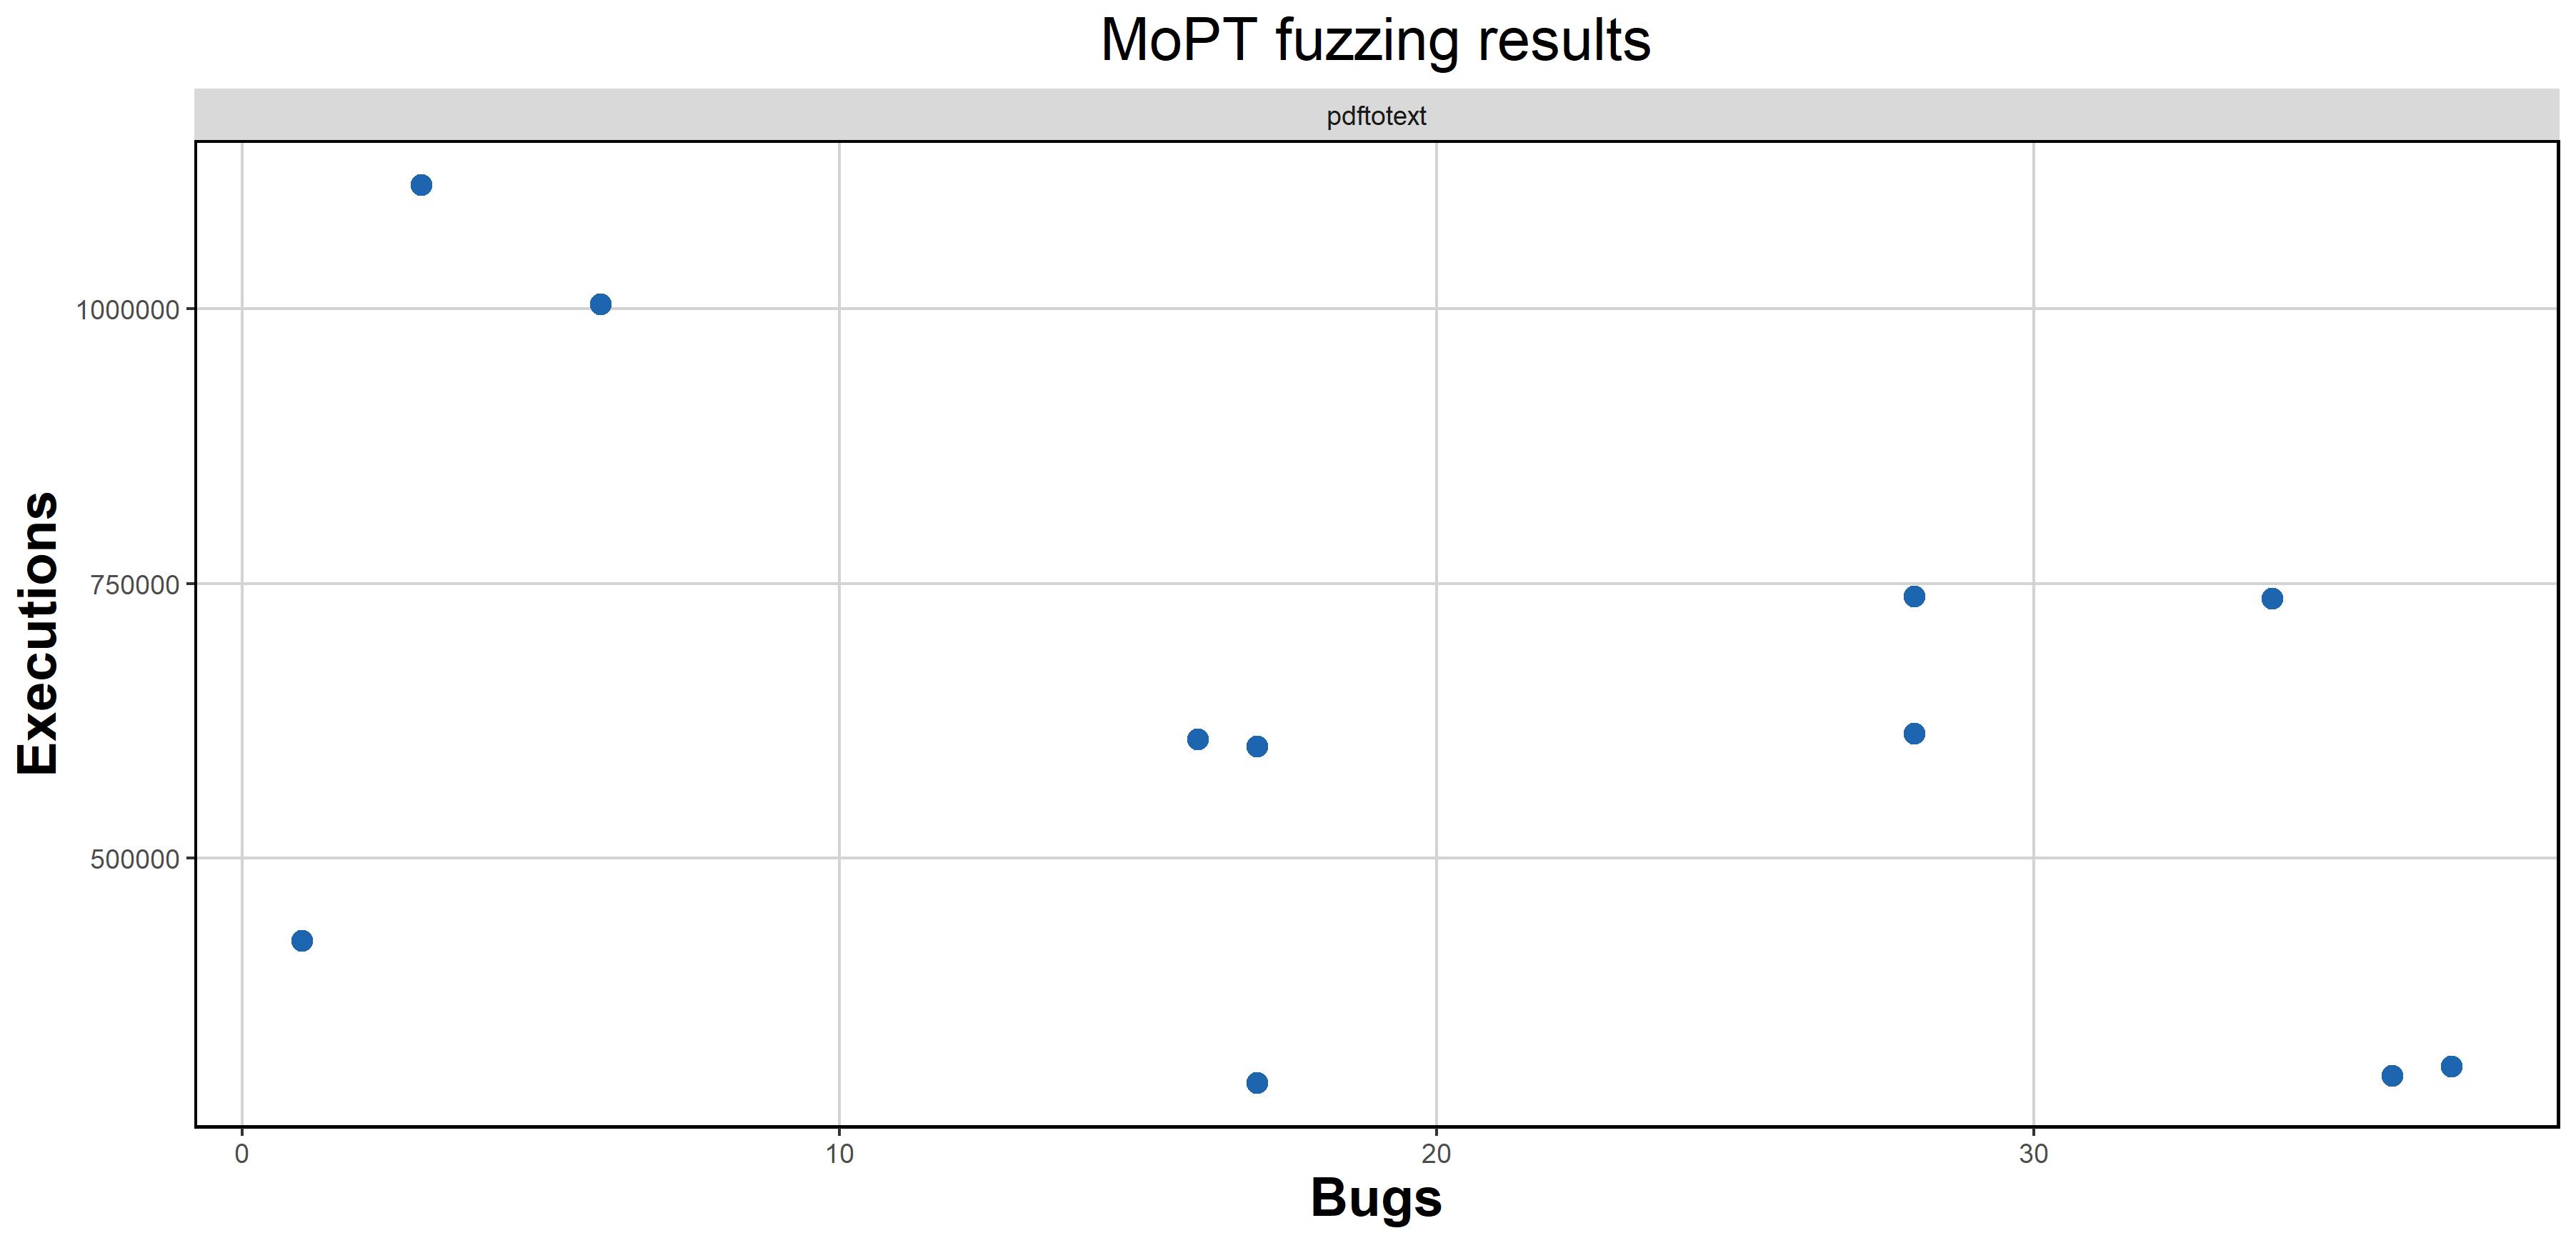 MoPT fuzzing results
pdftotext
Executions
1000000
750000
500000
0 10 20 30
Bugs